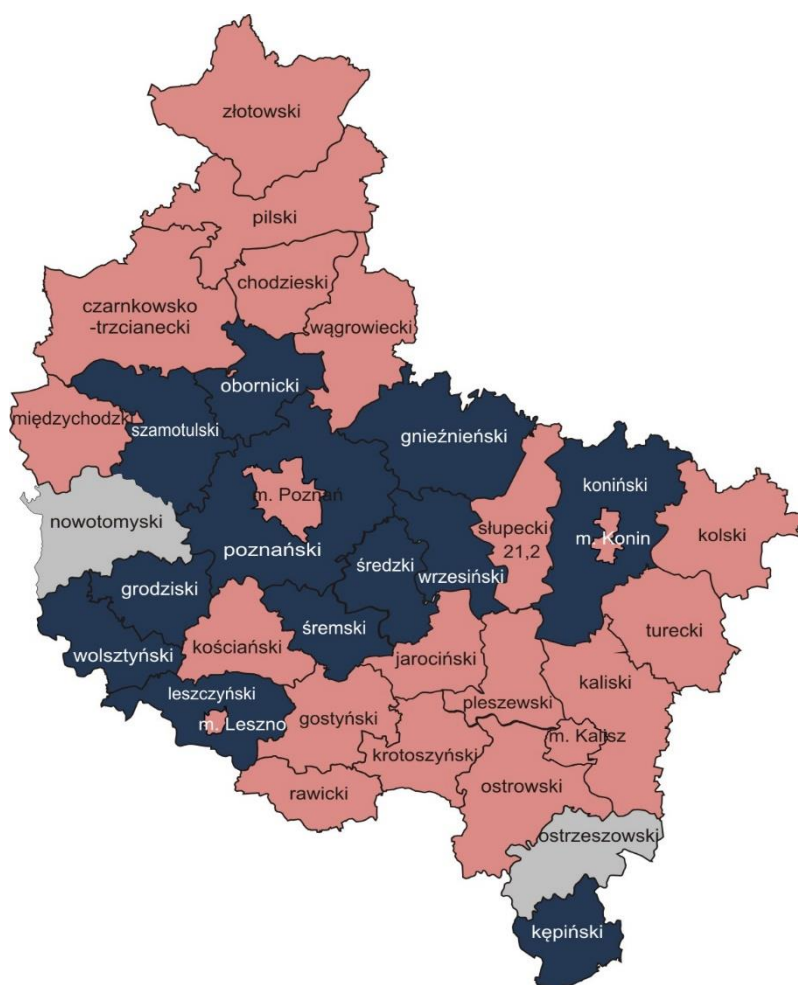 złotowski
pilski
chodzieski
czarnkowsko
-trzcianecki
wągrowiecki
obornicki
międzychodzk
szamotulski
gnieźnieński
koniński
m. Poznań
nowotomyski
słupecki
21,2
m. Konin
kolski
poznański
średzki
wrzesiński
grodziski
śremski
turecki
kościański
wolsztyński
jarociński
kaliski
leszczyński
pleszewski
m. Leszno
gostyński
m. Kalisz
krotoszyński
rawicki
ostrowski
ostrzeszowski
kępiński